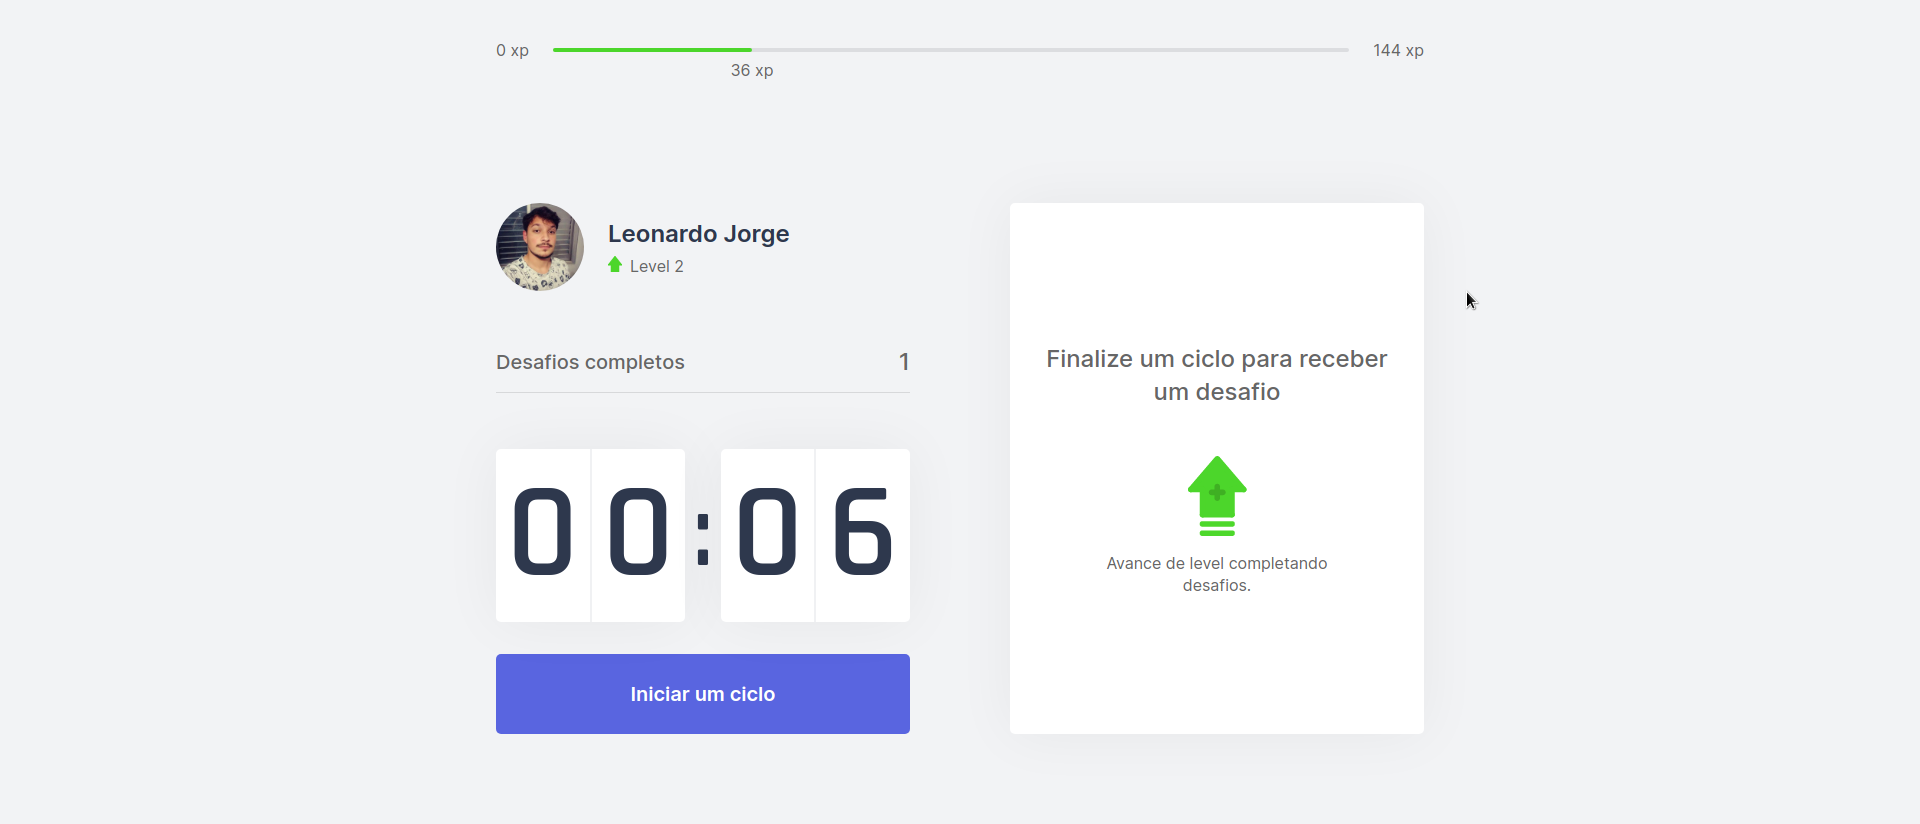 0 xp
144 xp
36 xp
Leonardo Jorge
Level 2
Desafios completos 1
00:06
Iniciar um ciclo
Finalize um ciclo para receber
um desafio
Avance de level completando
desafios.